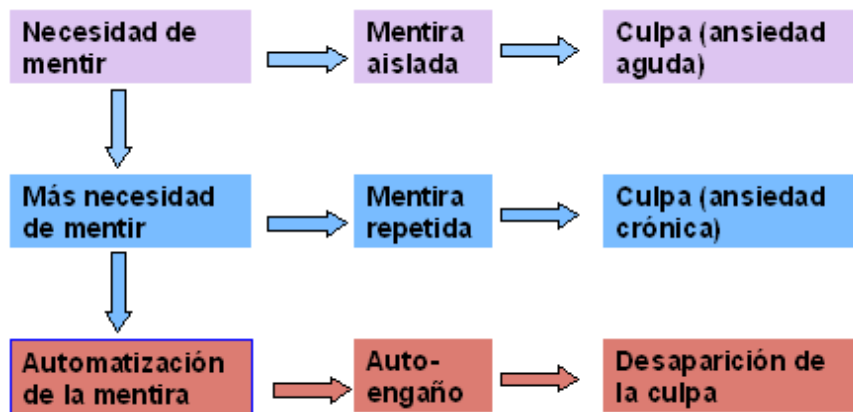 Necesidad de
mentir
Mentira
aislada
Culpa (ansiedad
aguda)
Más necesidad
de mentir
Mentira
repetida
Culpa (ansiedad
crónica)
Automatización
de la mentira
Auto-
engaño
Desaparición de
la culpa